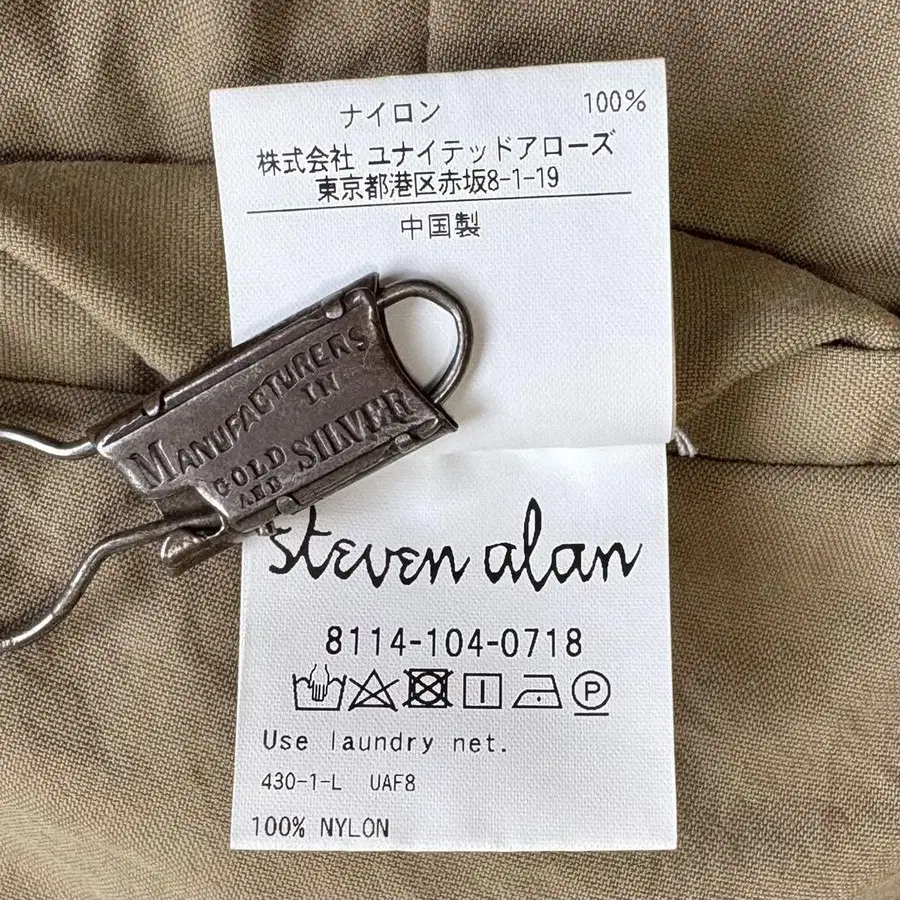 ナイロン 100%
株式会社 ユナイテッドアローズ
東京都港区赤坂8-1-19
中国製
MANUFACTURERS
IN
GOLD
AND SILVER
steven alan
8114-104-0718
P
Use laundry net.
430-1-L UAF8
100% NYLON